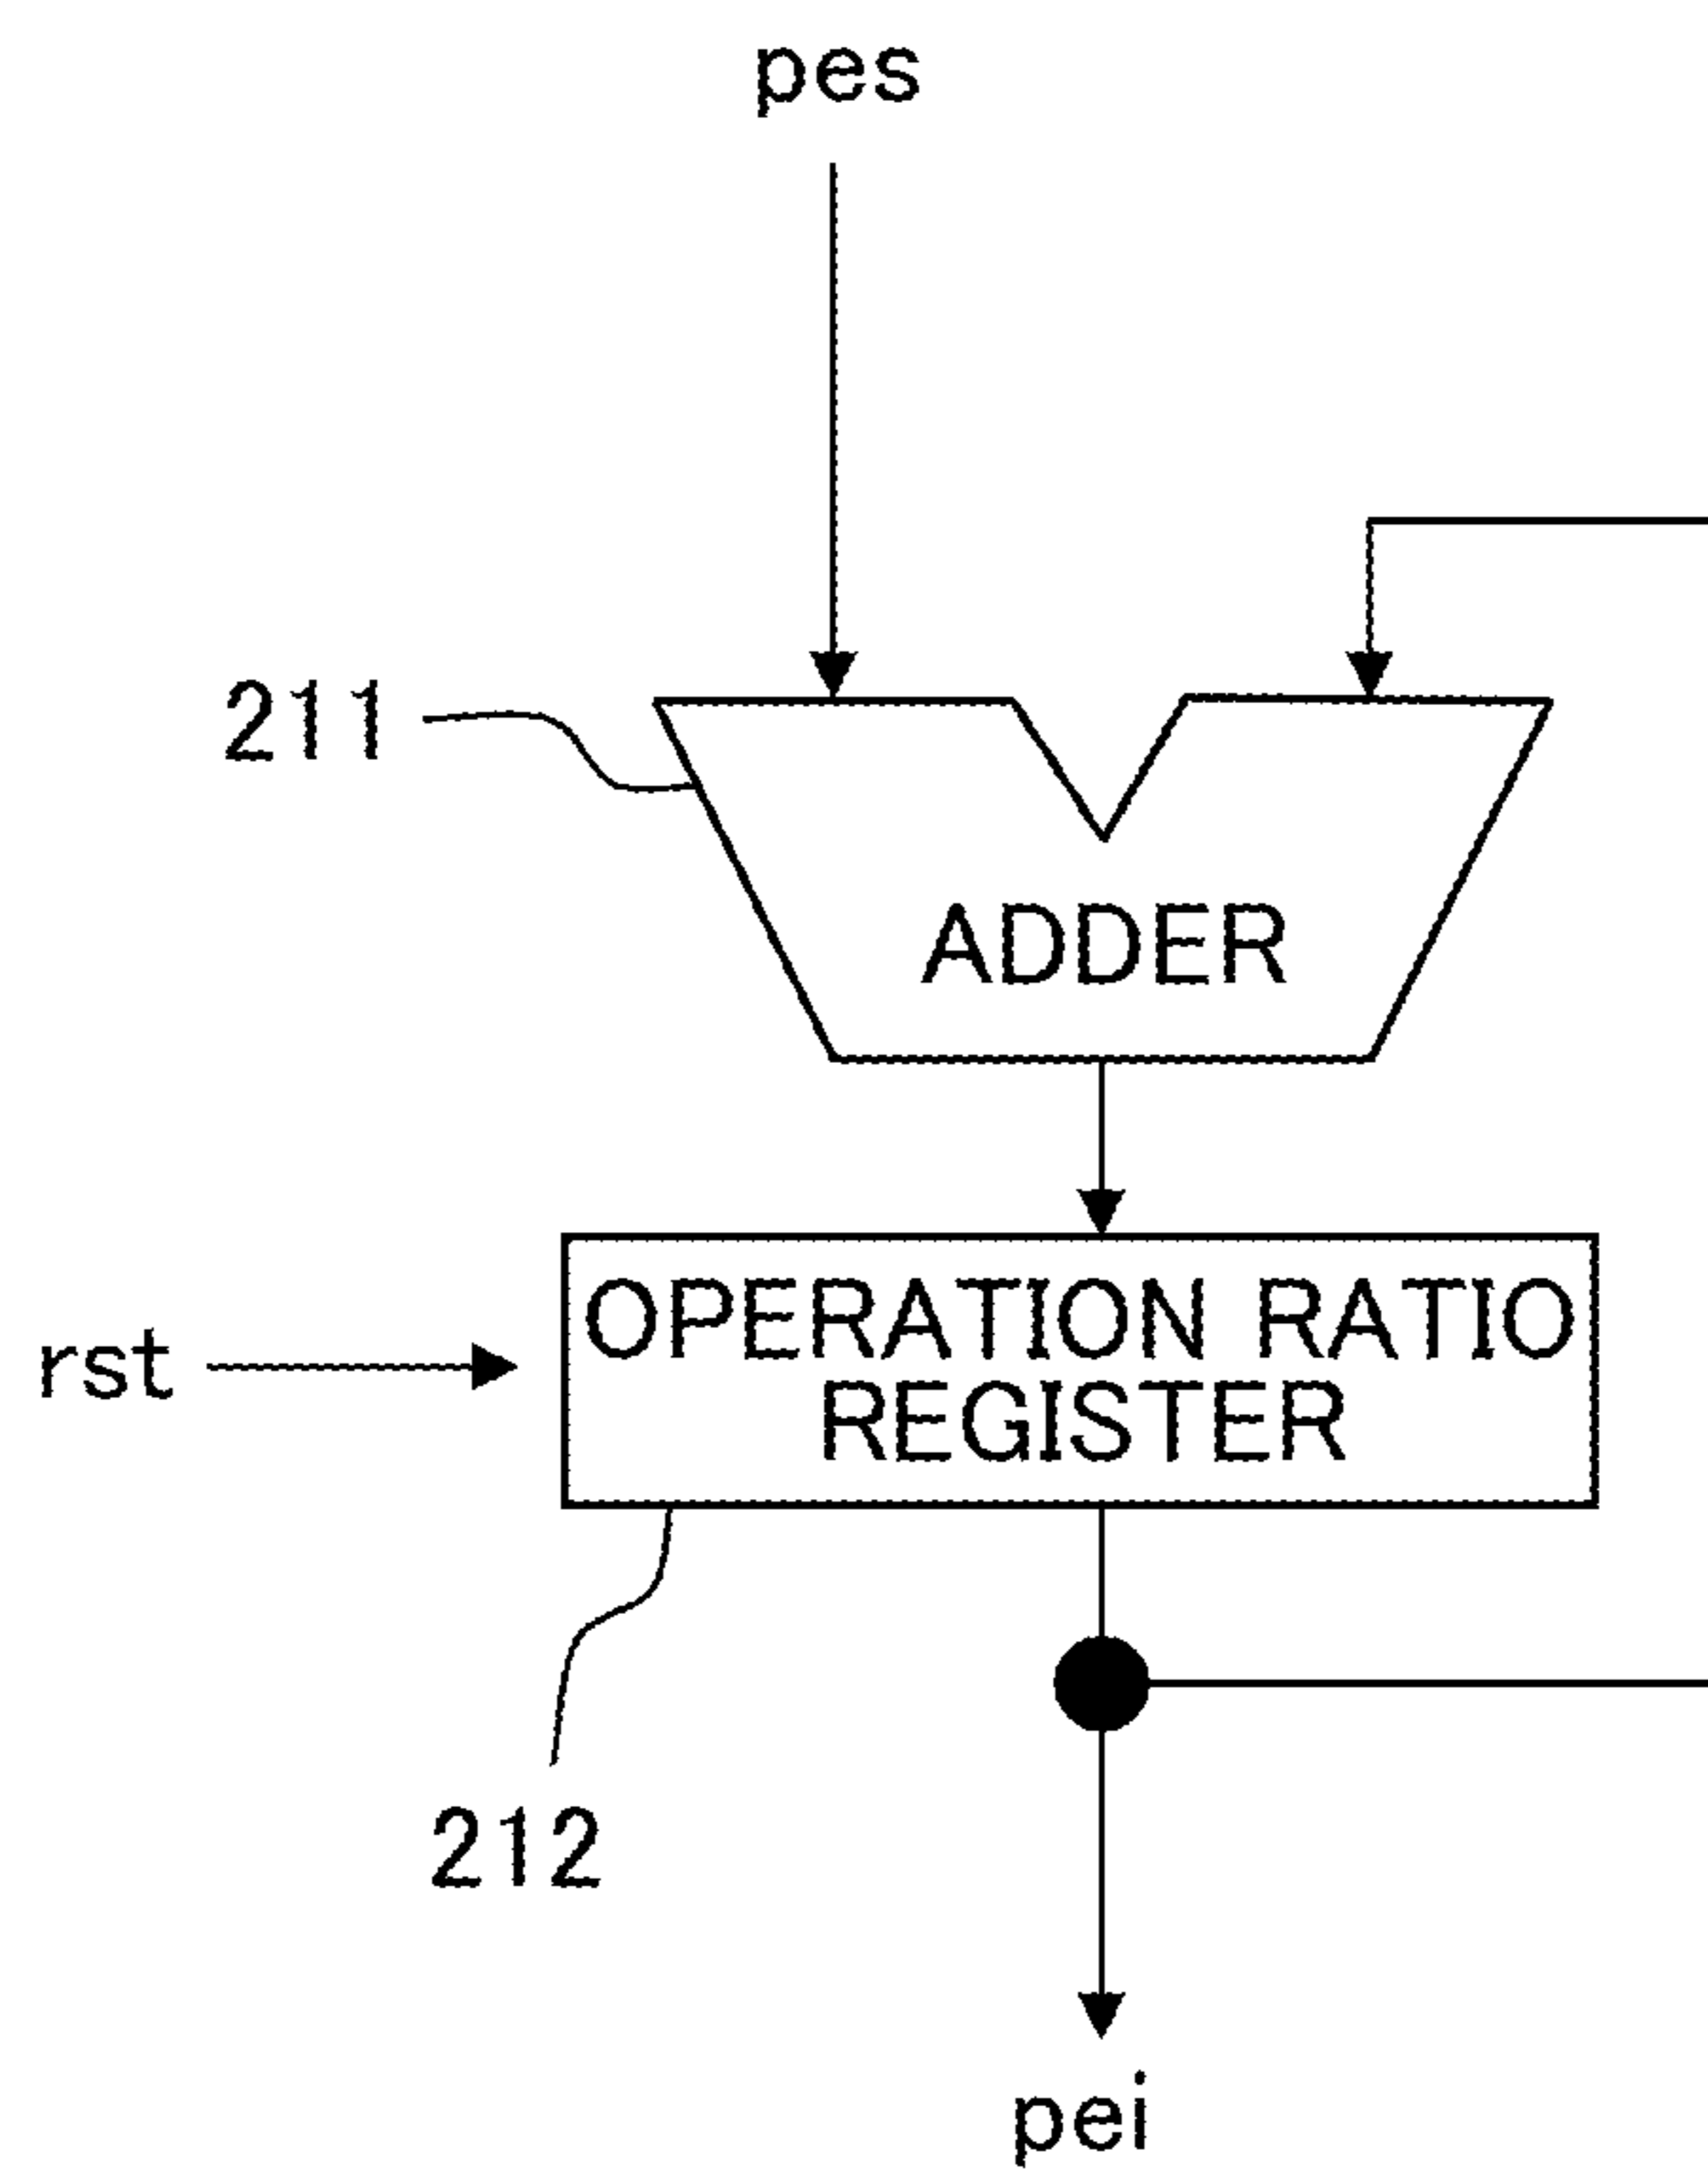 pes
211
ADDER
OPERATION RATIO
REGISTER
rst
212
pei